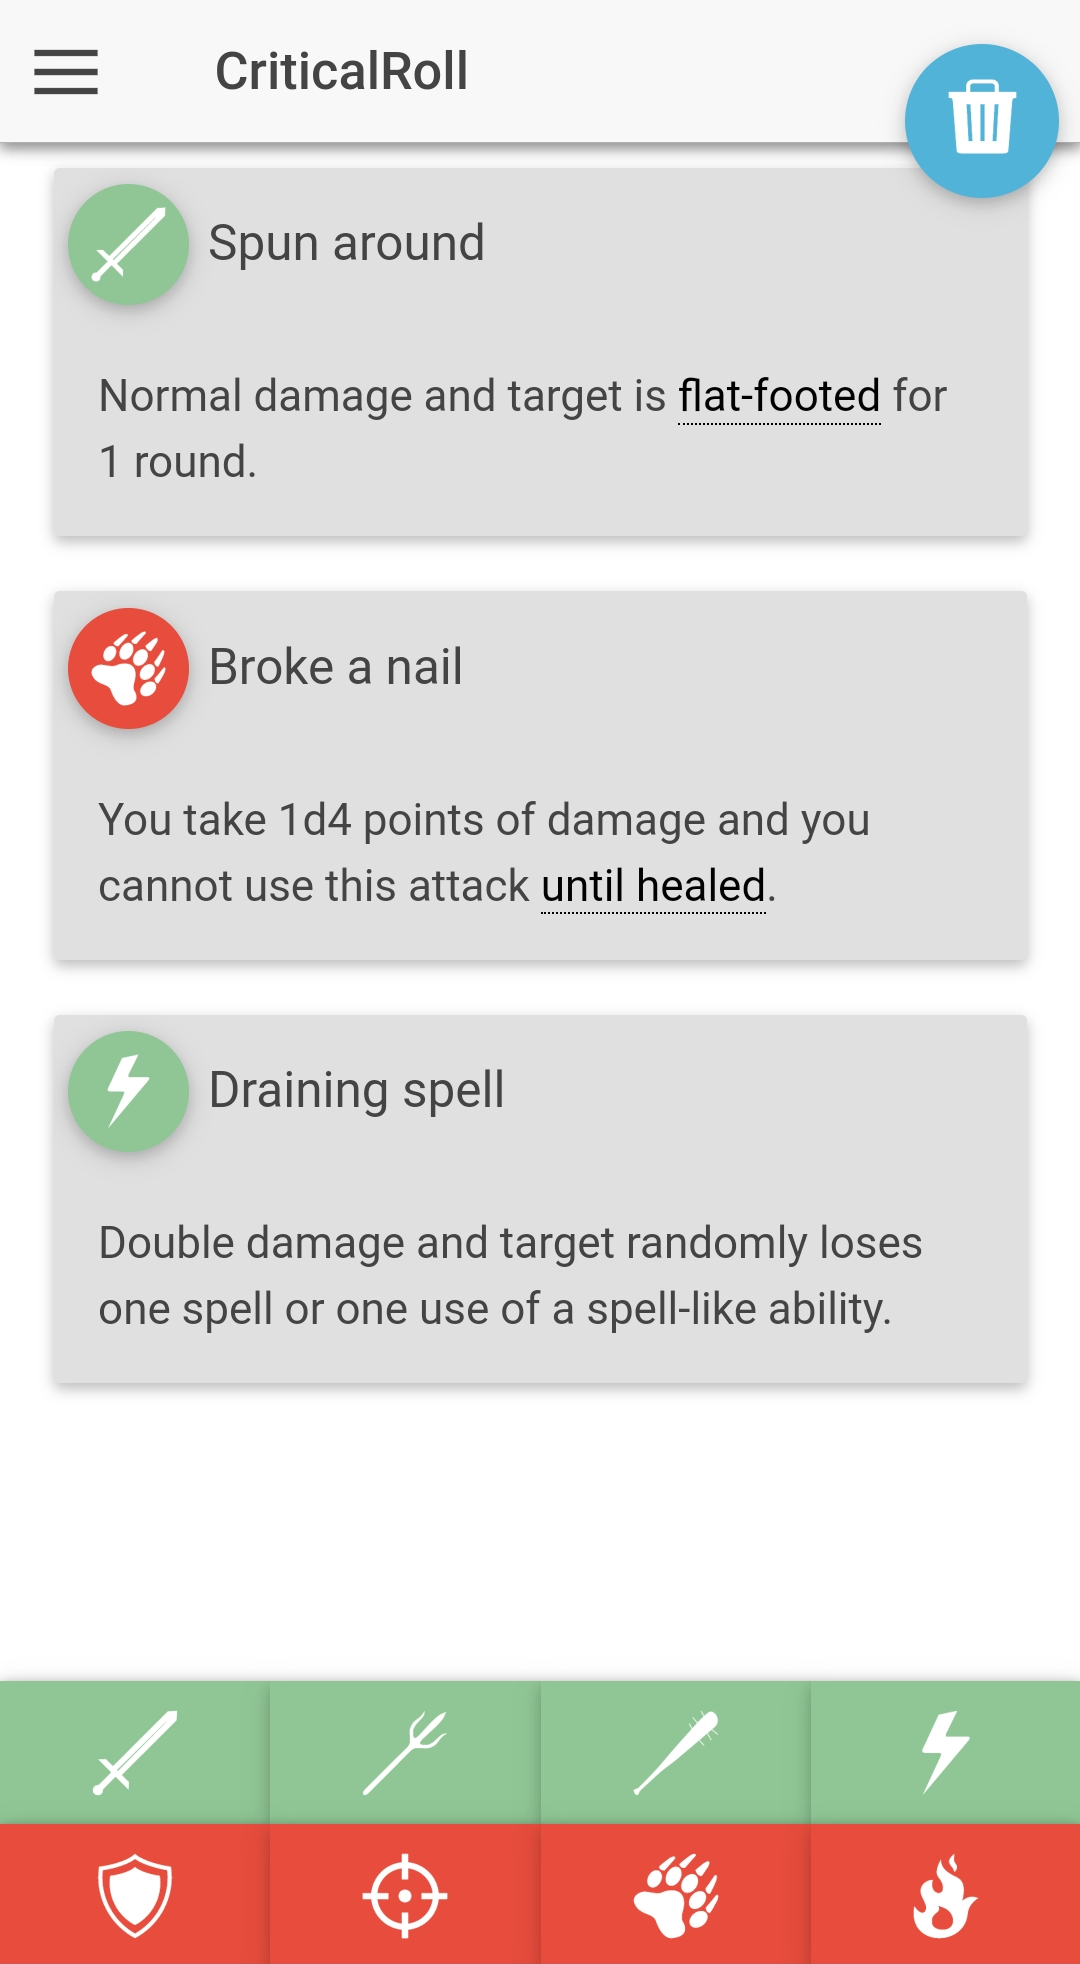 CriticalRoll
Spun around
Normal damage and target is flat-footed for
1 round.
Broke a nail
You take 1d4 points of damage and you
cannot use this attack until healed.
Draining spell
Double damage and target randomly loses
one spell or one use of a spell-like ability.